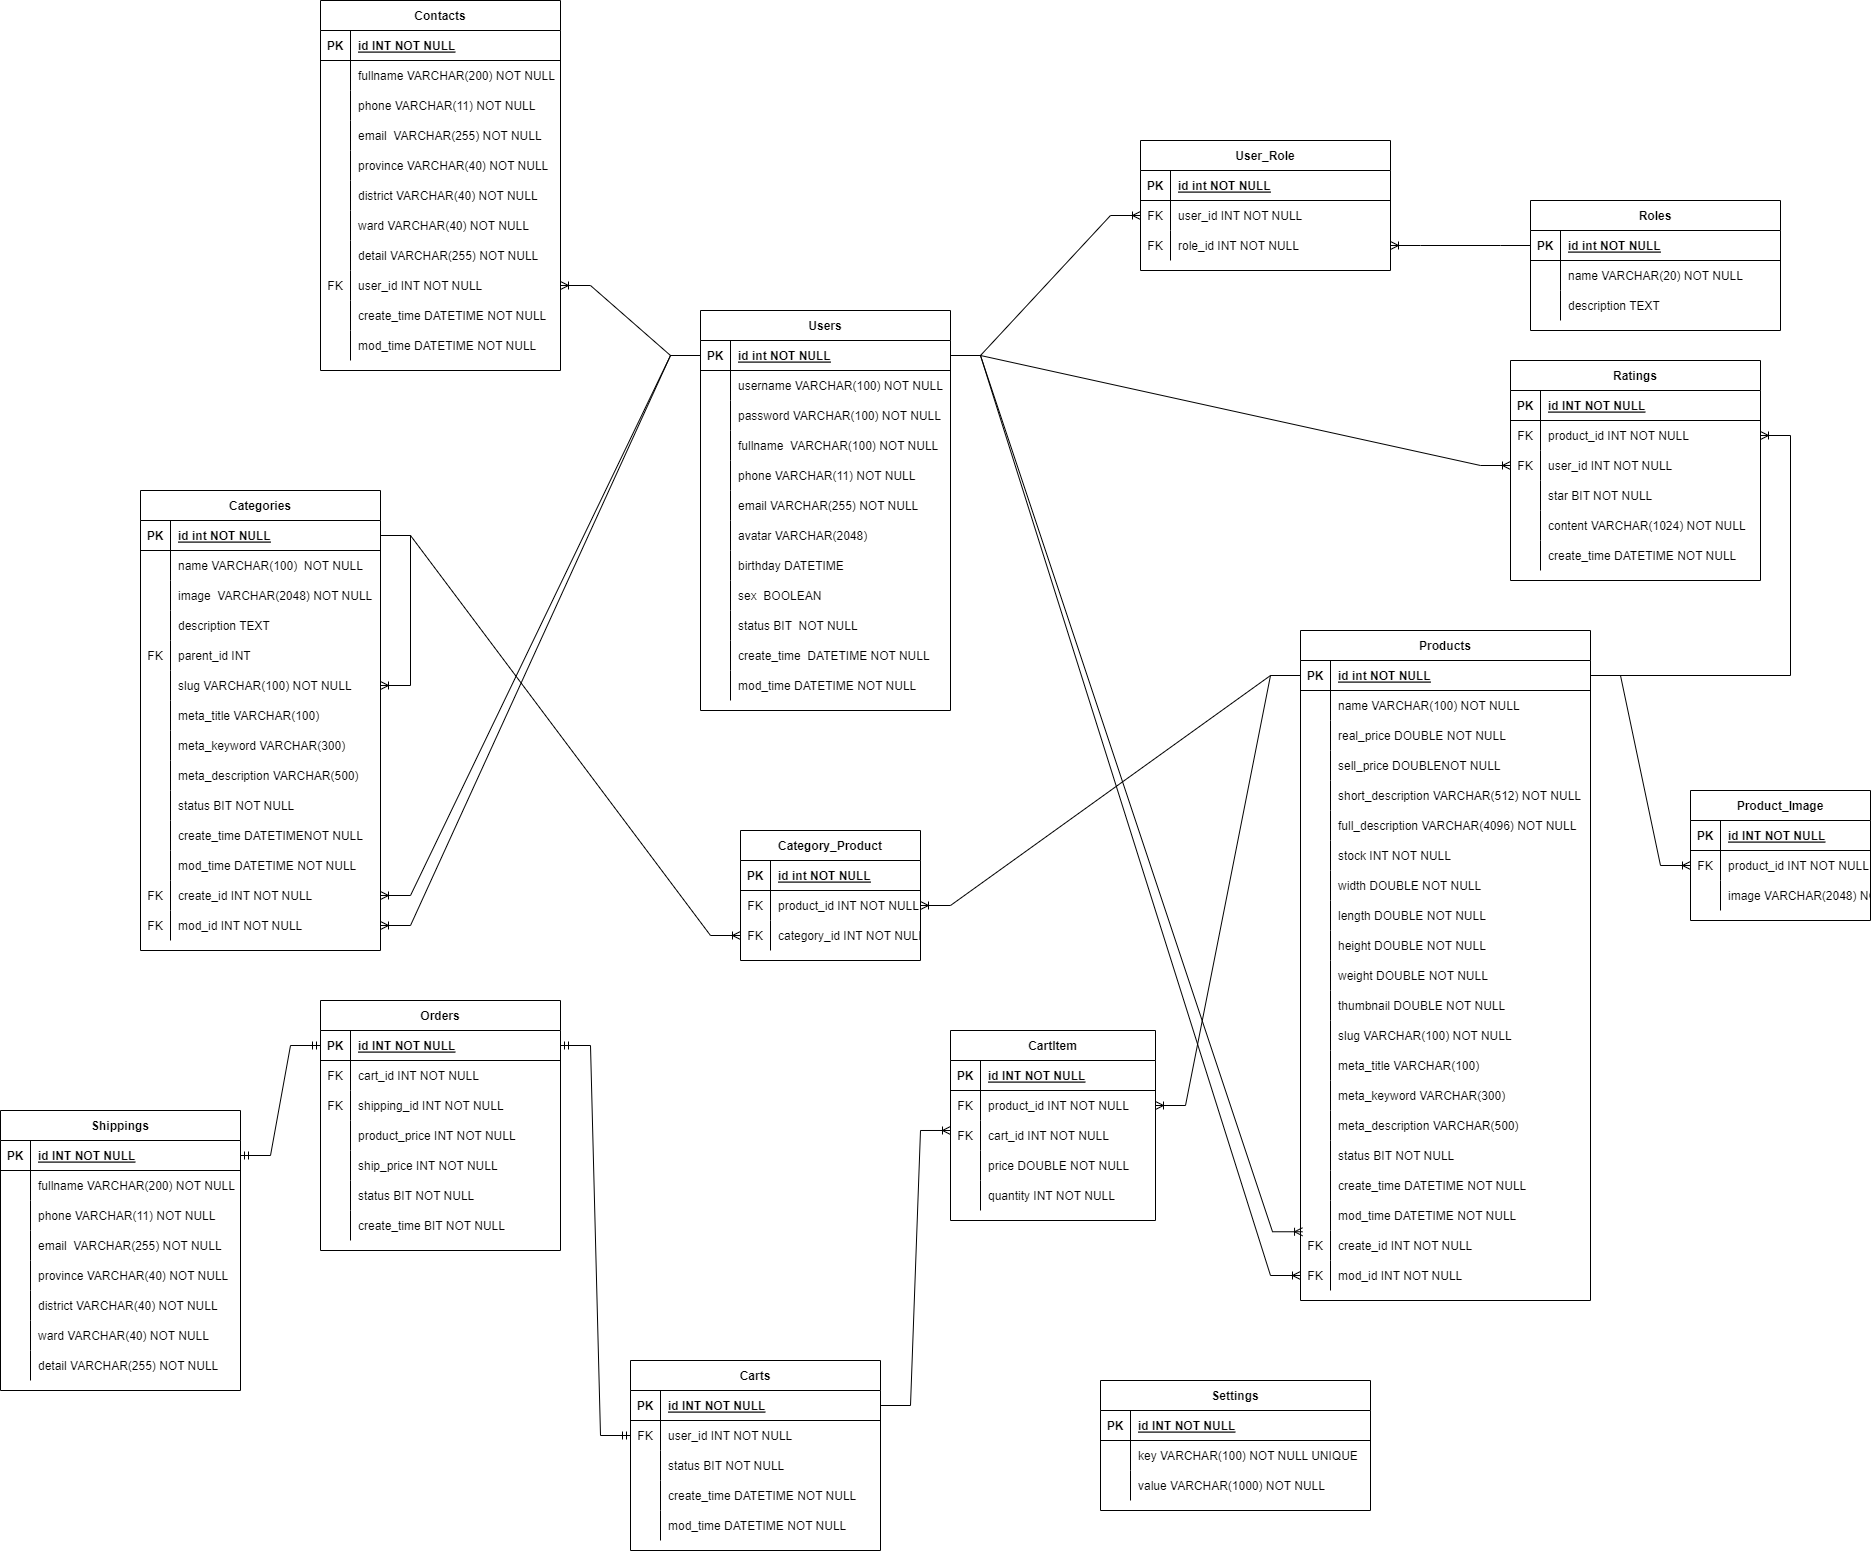 Contacts
PK id INT NOT NULL
fullname VARCHAR(200) NOT NULL
phone VARCHAR(11) NOT NULL
email  VARCHAR(255) NOT NULL
province VARCHAR(40) NOT NULL
district VARCHAR(40) NOT NULL
ward VARCHAR(40) NOT NULL
detail VARCHAR(255) NOT NULL
FK user_id INT NOT NULL
create_time DATETIME NOT NULL
mod_time DATETIME NOT NULL
User_Role
PK id int NOT NULL
FK user_id INT NOT NULL
FK role_id INT NOT NULL
Roles
PK id int NOT NULL
name VARCHAR(20) NOT NULL
description TEXT
Users
PK id int NOT NULL
username VARCHAR(100) NOT NULL
password VARCHAR(100) NOT NULL
fullname  VARCHAR(100) NOT NULL
phone VARCHAR(11) NOT NULL
email VARCHAR(255) NOT NULL
avatar VARCHAR(2048)
birthday DATETIME
sex  BOOLEAN
status BIT  NOT NULL
create_time  DATETIME NOT NULL
mod_time DATETIME NOT NULL
Ratings
PK id INT NOT NULL
FK product_id INT NOT NULL
FK user_id INT NOT NULL
star BIT NOT NULL
content VARCHAR(1024) NOT NULL
create_time DATETIME NOT NULL
Categories
PK id int NOT NULL
name VARCHAR(100)  NOT NULL
image  VARCHAR(2048) NOT NULL
description TEXT
FK parent_id INT
slug VARCHAR(100) NOT NULL
meta_title VARCHAR(100)
meta_keyword VARCHAR(300)
meta_description VARCHAR(500)
status BIT NOT NULL
create_time DATETIMENOT NULL
mod_time DATETIME NOT NULL
FK create_id INT NOT NULL
FK mod_id INT NOT NULL
Products
PK id int NOT NULL
name VARCHAR(100) NOT NULL
real_price DOUBLE NOT NULL
sell_price DOUBLENOT NULL
short_description VARCHAR(512) NOT NULL
full_description VARCHAR(4096) NOT NULL
stock INT NOT NULL
width DOUBLE NOT NULL
length DOUBLE NOT NULL
height DOUBLE NOT NULL
weight DOUBLE NOT NULL
thumbnail DOUBLE NOT NULL
slug VARCHAR(100) NOT NULL
meta_title VARCHAR(100)
meta_keyword VARCHAR(300)
meta_description VARCHAR(500)
status BIT NOT NULL
create_time DATETIME NOT NULL
mod_time DATETIME NOT NULL
FK create_id INT NOT NULL
FK mod_id INT NOT NULL
Product_Image
PK id INT NOT NULL
FK product_id INT NOT NULL
image VARCHAR(2048)
Category_Product
PK id int NOT NULL
FK product_id INT NOT NULL
FK category_id INT NOT
Orders
PK id INT NOT NULL
FK cart_id INT NOT NULL
FK shipping_id INT NOT NULL
product_price INT NOT NULL
ship_price INT NOT NULL
status BIT NOT NULL
create_time BIT NOT NULL
CartItem
PK id INT NOT NULL
FK product_id INT NOT NULL
FK cart_id INT NOT NULL
price DOUBLE NOT NULL
quantity INT NOT NULL
Shippings
PK id INT NOT NULL
fullname VARCHAR(200) NOT NULL
phone VARCHAR(11) NOT NULL
email  VARCHAR(255) NOT NULL
province VARCHAR(40) NOT NULL
district VARCHAR(40) NOT NULL
ward VARCHAR(40) NOT NULL
detail VARCHAR(255) NOT NULL
Carts
PK id INT NOT NULL
FK user_id INT NOT NULL
status BIT NOT NULL
create_time DATETIME NOT NULL
mod_time DATETIME NOT NULL
Settings
PK id INT NOT NULL
key VARCHAR(100) NOT NULL UNIQUE
value VARCHAR(1000) NOT NULL